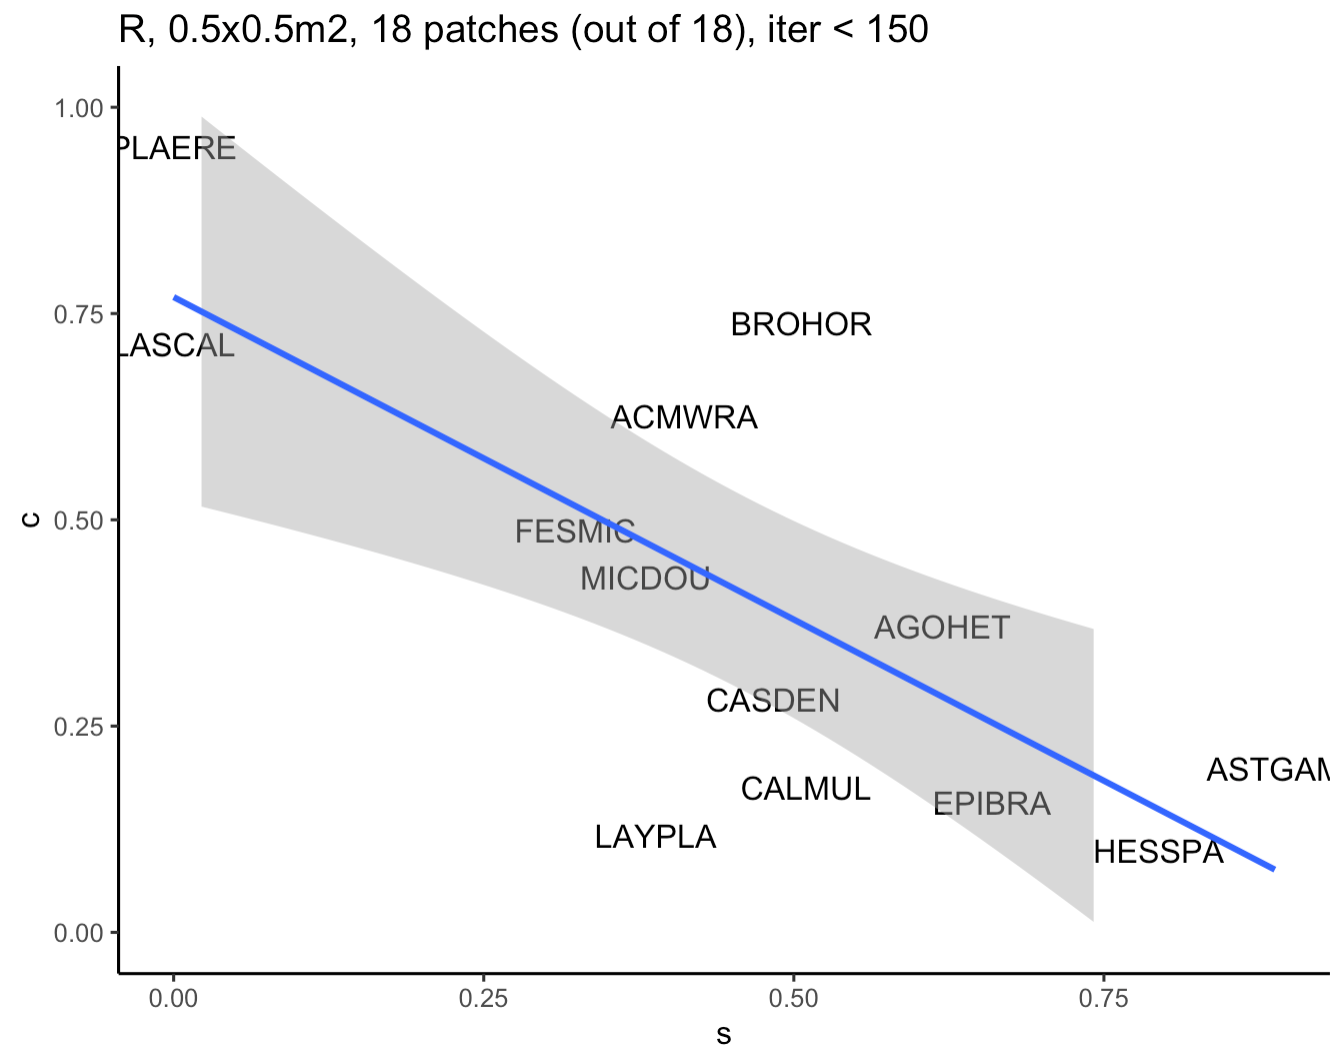 R, 0.5x0.5m2, 18 patches (out of 18), iter < 150
1.00
PLAERE
0.75
BROHOR
LASCAL
ACMWRA
c
0.50
FESMIC
MICDOU
AGOHET
CASDEN
0.25
ASTGAM
CALMUL
EPIBRA
LAYPLA
HESSPA
0.00
0.00
0.25
0.50
0.75
s